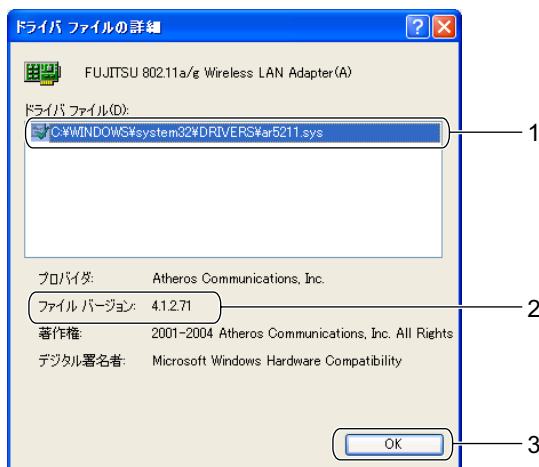 ドライバ ファイルの詳細
FUJITSU 802.11a/g Wireless LAN Adapter(A)
ドライバ ファイル(D):
C:¥WINDOWS¥system32¥DRIVERS¥ar5211.sys
1
プロバイダ: Atheros Communications, Inc.
ファイル バージョン: 4.1.2.71
2
著作権: 2001-2004 Atheros Communications, Inc. All Rights
デジタル署名者: Microsoft Windows Hardware Compatibility
OK
3